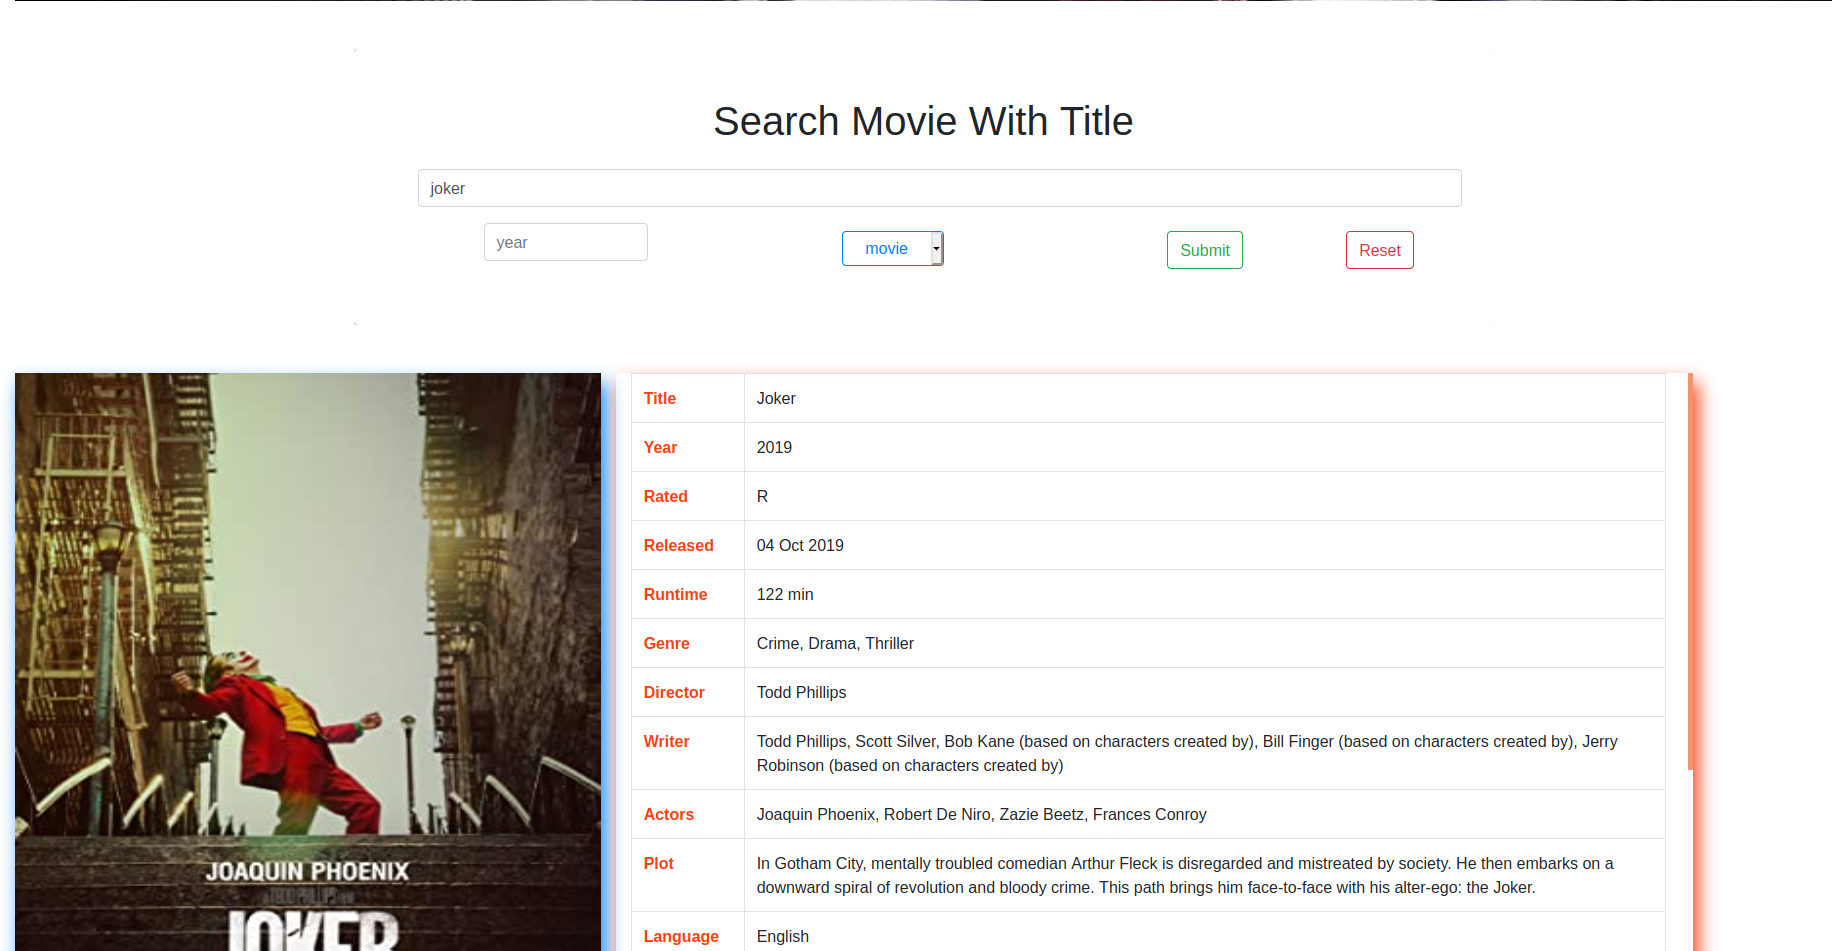 Search Movie With Title
joker
year
movie
Submit
Reset
Title Joker
Year 2019
Rated R
Released 04 Oct 2019
Runtime 122 min
Genre Crime, Drama, Thriller
Director Todd Phillips
Writer Todd Phillips, Scott Silver, Bob Kane (based on characters created by), Bill Finger (based on characters created by), Jerry
Robinson (based on characters created by)
Actors Joaquin Phoenix, Robert De Niro, Zazie Beetz, Frances Conroy
Plot In Gotham City, mentally troubled comedian Arthur Fleck is disregarded and mistreated by society. He then embarks on a
downward spiral of revolution and bloody crime. This path brings him face-to-face with his alter-ego: the Joker.
Language English
JOAQUIN PHOENIX
JOKER